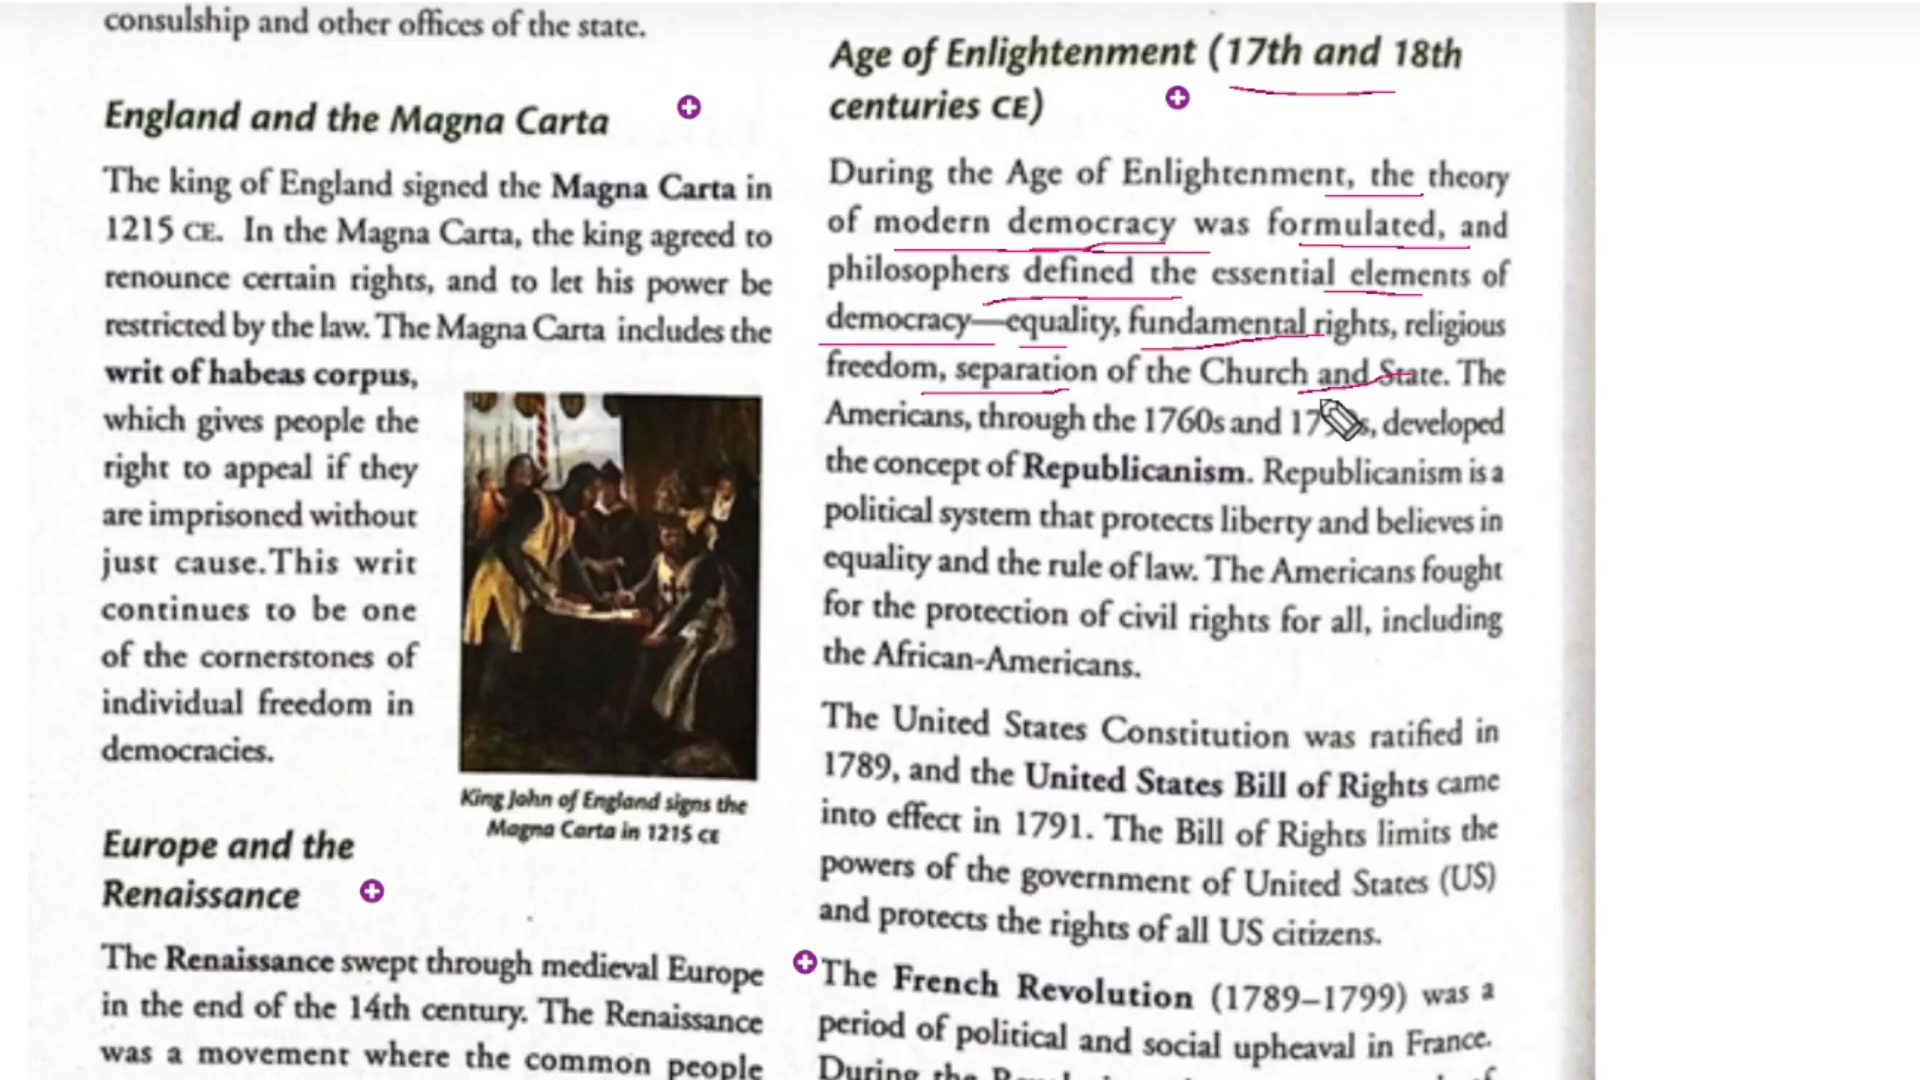 consulship and other offices of the state.
England and the Magna Carta
The king of England signed the Magna Carta in
1215 CE. In the Magna Carta, the king agreed to
renounce certain rights, and to let his power be
restricted by the law. The Magna Carta includes the
writ of habeas corpus,
which gives people the
right to appeal if they
are imprisoned without
just cause. This writ
continues to be one
of the cornerstones of
individual freedom in
democracies.
King John of England signs the
Magna Carta in 1215 CE
Europe and the
Renaissance
The Renaissance swept through medieval Europe
in the end of the 14th century. The Renaissance
was a movement where the common people
Age of Enlightenment (17th and 18th
centuries CE)
During the Age of Enlightenment, the theory
of modern democracy was formulated, and
philosophers defined the essential elements of
democracy—equality, fundamental rights, religious
freedom, separation of the Church and State. The
Americans, through the 1760s and developed
the concept of Republicanism. Republicanism is a
political system that protects liberty and believes in
equality and the rule of law. The Americans fought
for the protection of civil rights for all, including
the African-Americans.
The United States Constitution was ratified in
1789, and the United States Bill of Rights came
into effect in 1791. The Bill of Rights limits the
powers of the government of United States (US)
and protects the rights of all US citizens.
The French Revolution (1789–1799) was a
period of political and social upheaval in France.
During the